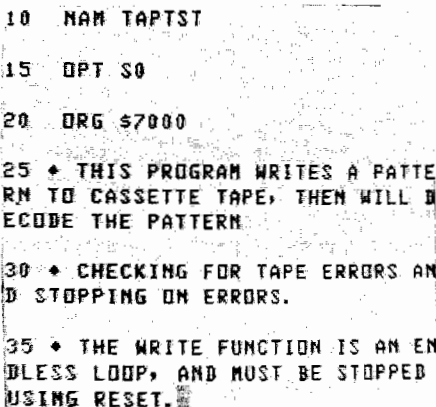 10 NAM TAPTST
15 OPT S0
20 ORG $7000
25 * THIS PROGRAM WRITES A PATTE
RN TO CASSETTE TAPE, THEN WILL D
ECODE THE PATTERN
30 * CHECKING FOR TAPE ERRORS AN
D STOPPING ON ERRORS.
35 * THE WRITE FUNCTION IS AN EN
DLESS LOOP, AND MUST BE STOPPED
USING RESET.